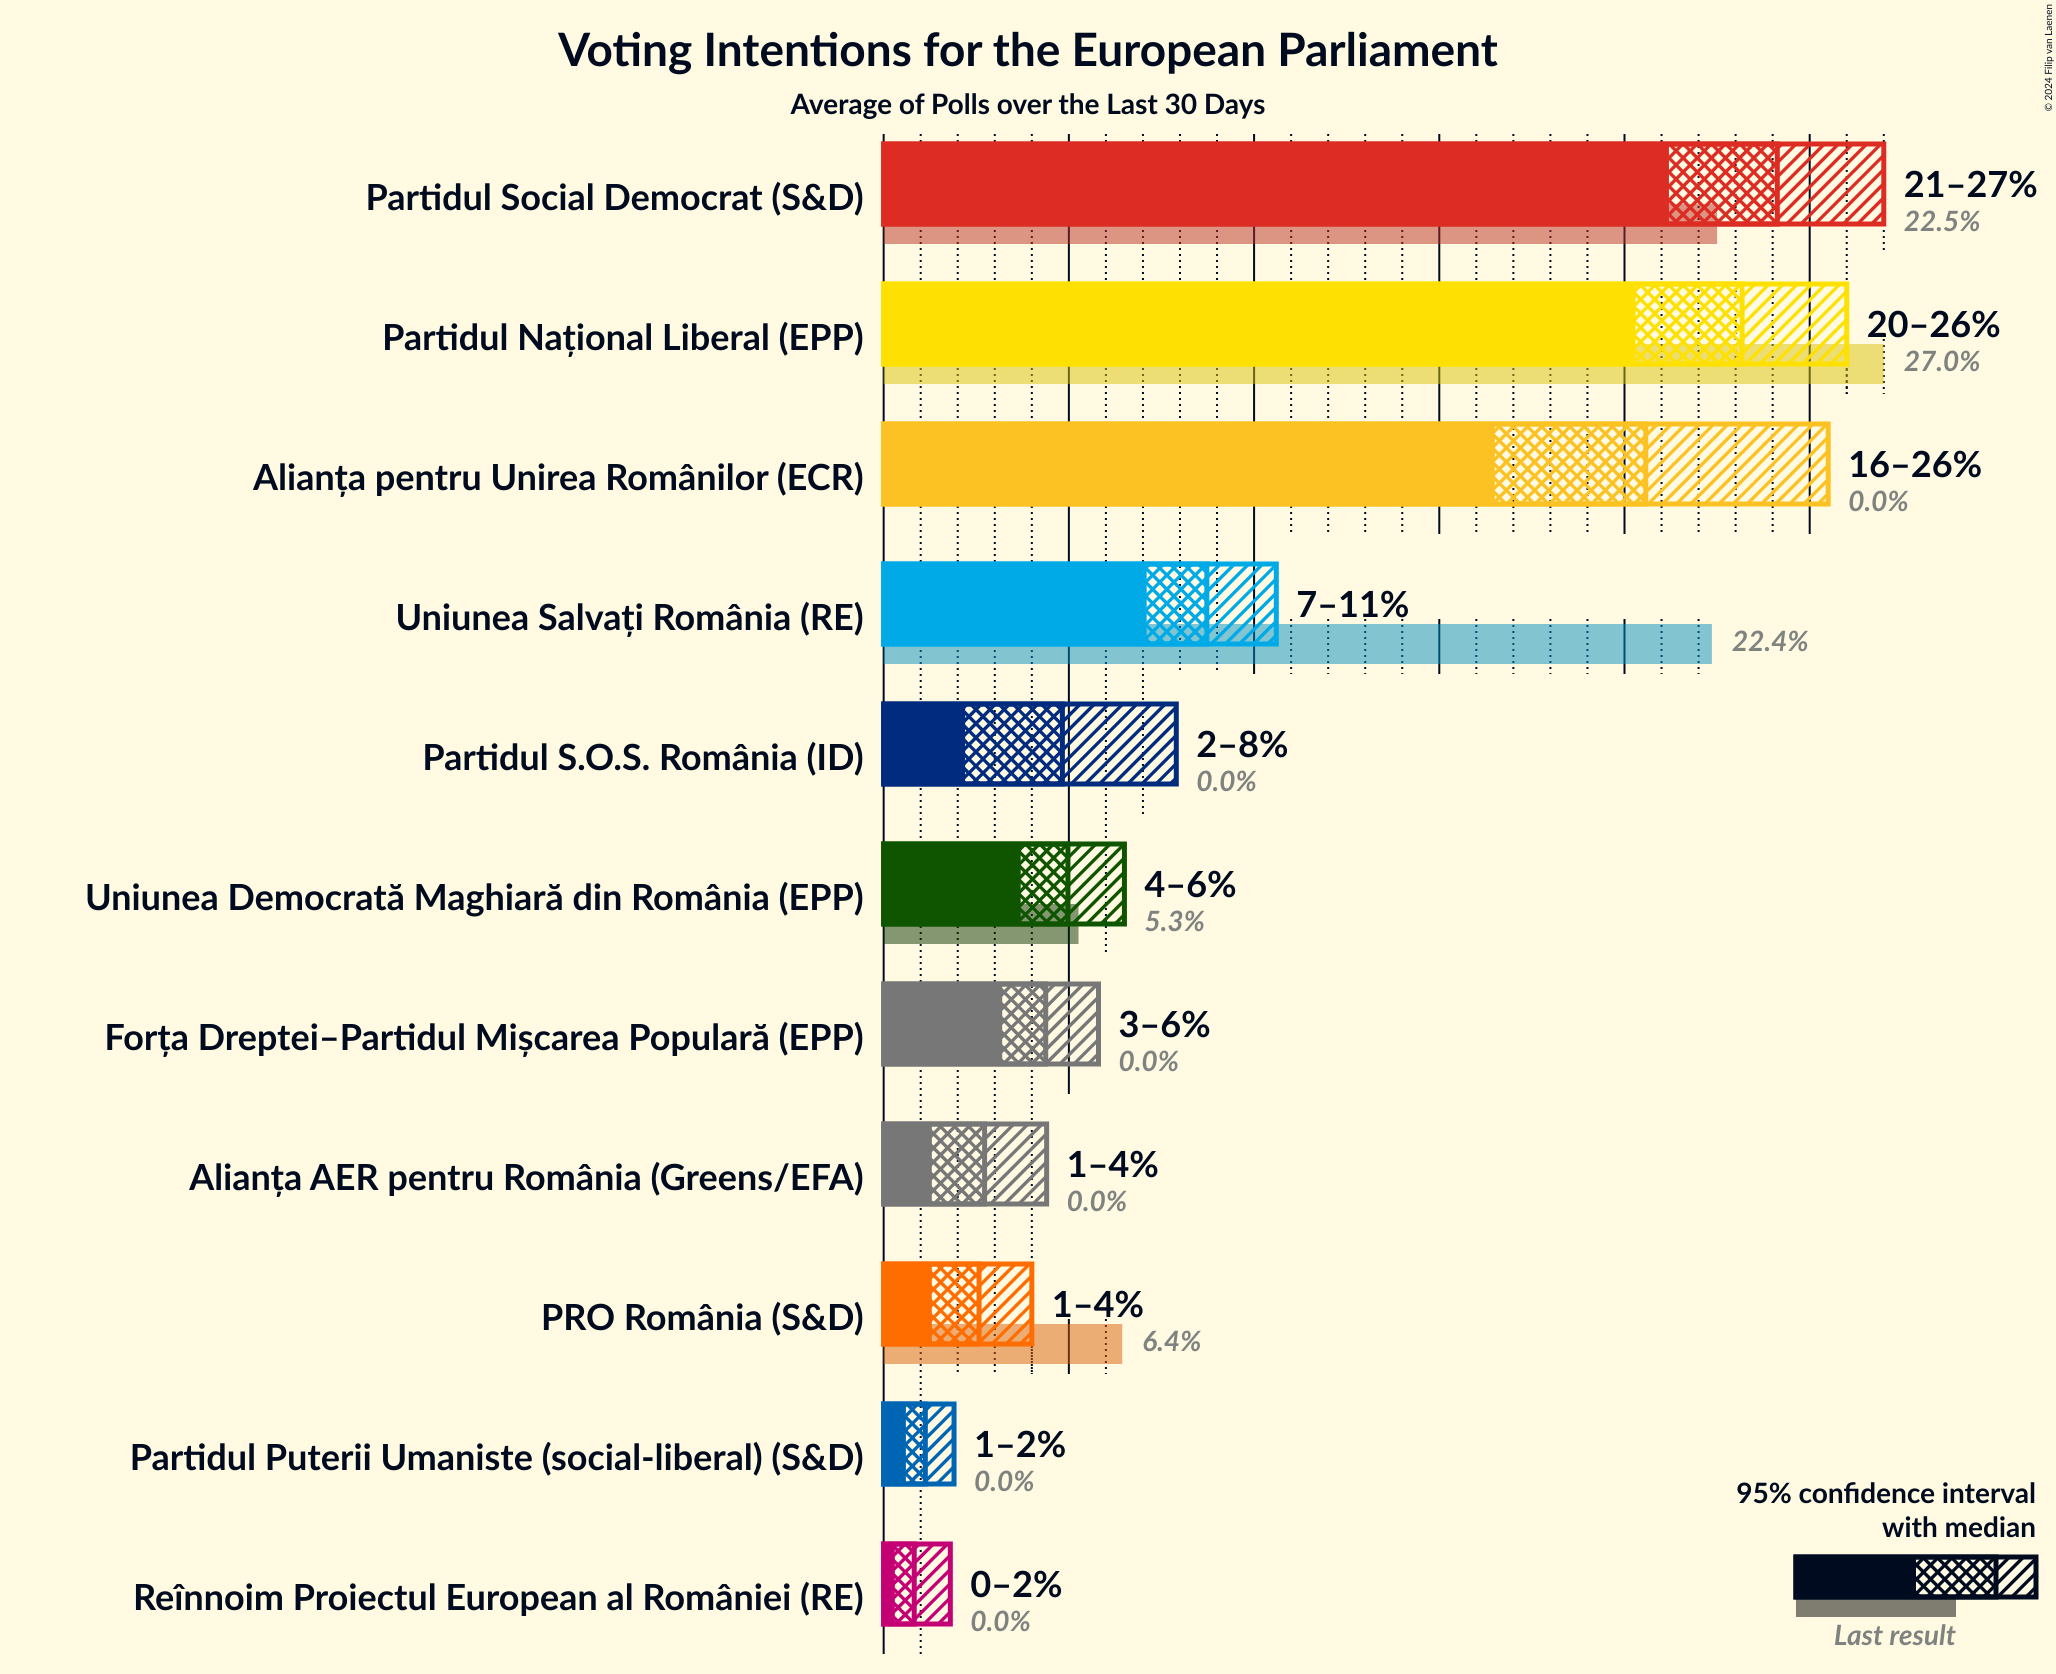 © 2024 Filip van Laenen
Voting Intentions for the European Parliament
Average of Polls over the Last 30 Days
Partidul Social Democrat (S&D)
21–27%
22.5%
Partidul Național Liberal (EPP)
20–26%
27.0%
Alianța pentru Unirea Românilor (ECR)
16–26%
0.0%
Uniunea Salvați România (RE)
7–11%
22.4%
Partidul S.O.S. România (ID)
2–8%
0.0%
Uniunea Democrată Maghiară din România (EPP)
4–6%
5.3%
Forța Dreptei–Partidul Mișcarea Populară (EPP)
3–6%
0.0%
Alianța AER pentru România (Greens/EFA)
1–4%
0.0%
PRO România (S&D)
1–4%
6.4%
Partidul Puterii Umaniste (social-liberal) (S&D)
1–2%
0.0%
Reînnoim Proiectul European al României (RE)
0–2%
0.0%
95% confidence interval
with median
Last result